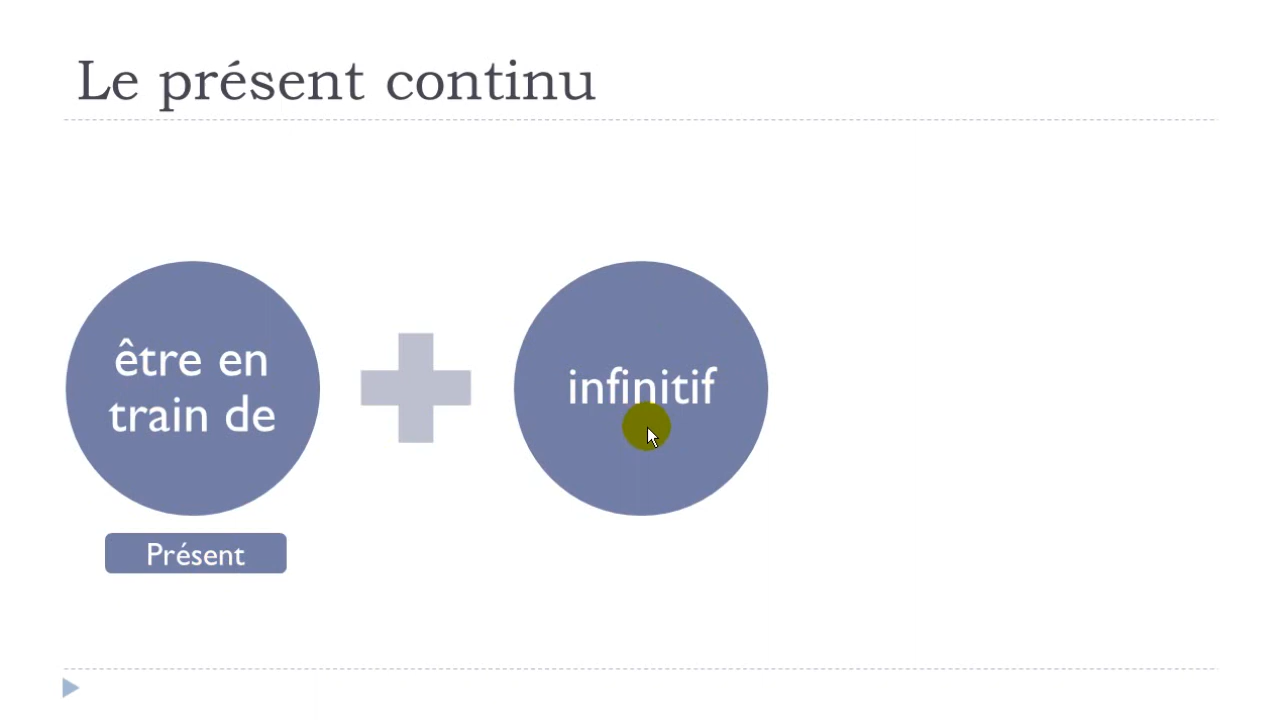 Le présent continu
être en
train de
infinitif
Présent